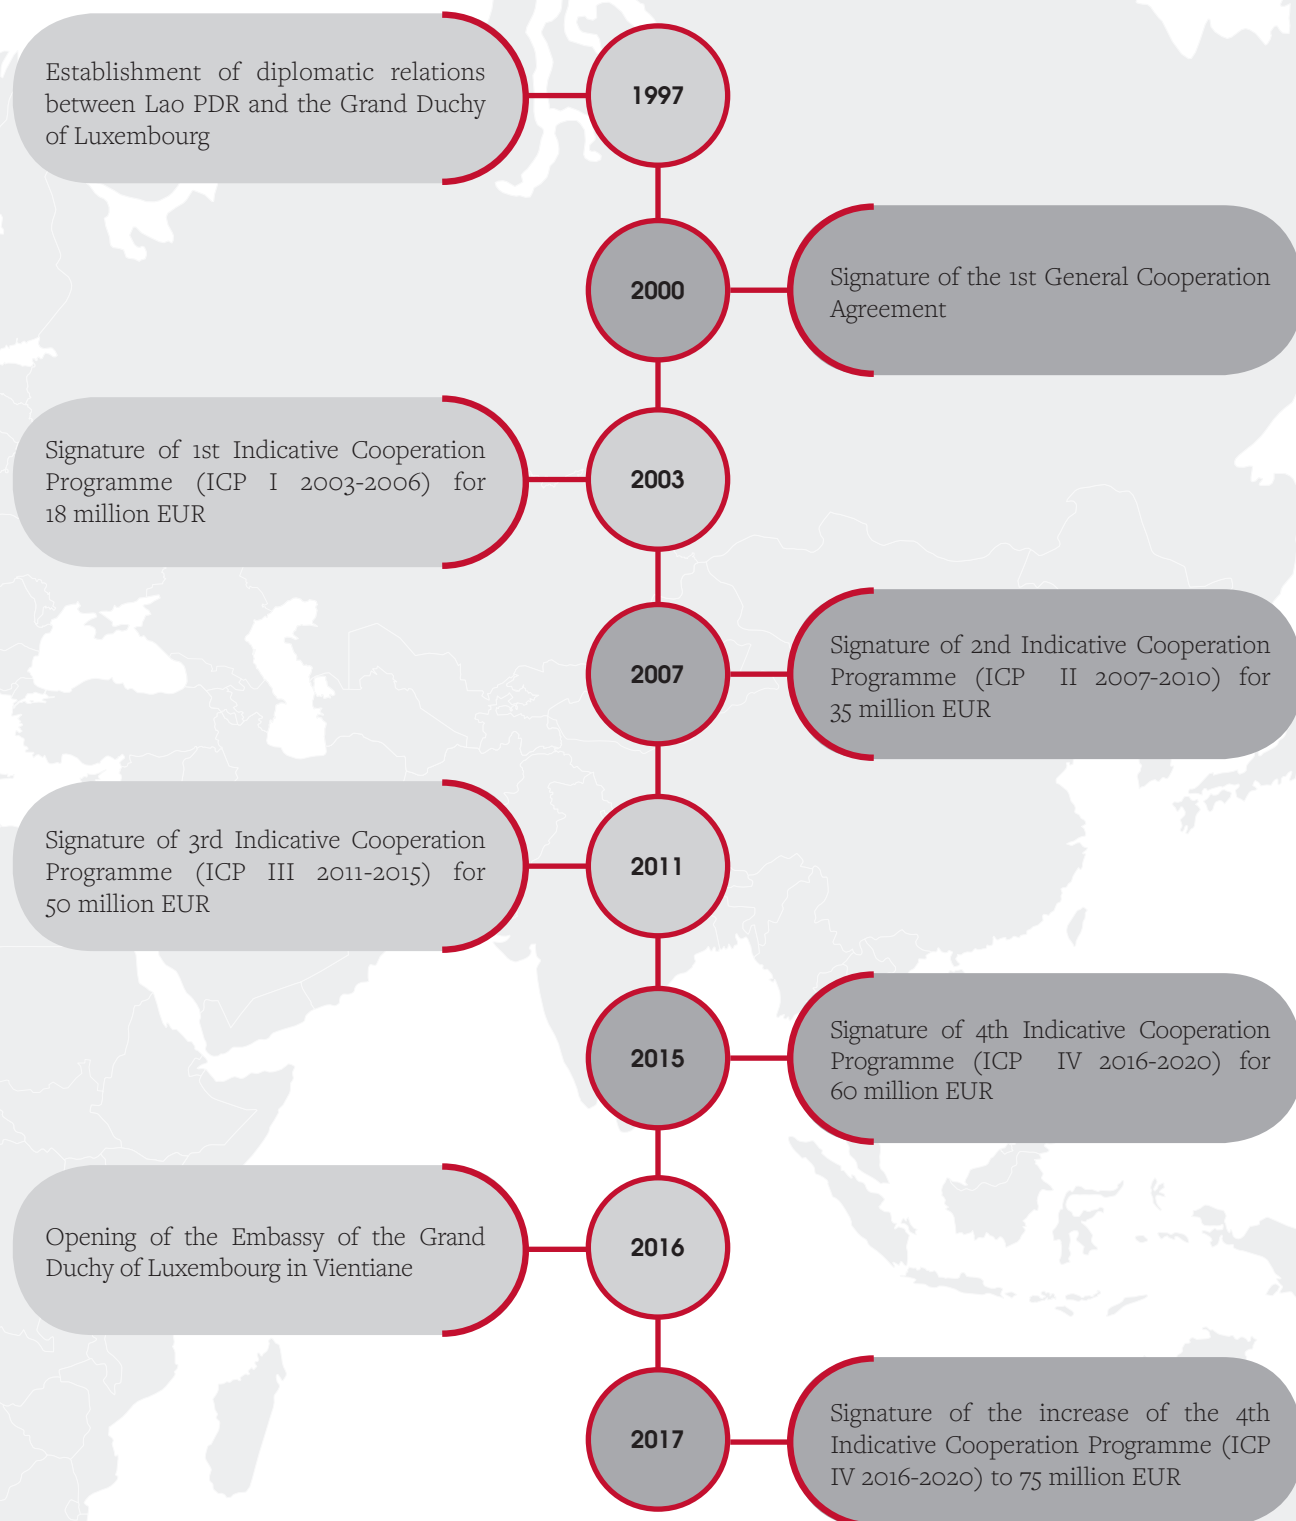 Establishment of diplomatic relations
between Lao PDR and the Grand Duchy
of Luxembourg
1997
2000
Signature of the 1st General Cooperation
Agreement
Signature of 1st Indicative Cooperation
Programme (ICP I 2003-2006) for
18 million EUR
2003
2007
Signature of 2nd Indicative Cooperation
Programme (ICP II 2007-2010) for
35 million EUR
Signature of 3rd Indicative Cooperation
Programme (ICP III 2011-2015) for
50 million EUR
2011
2015
Signature of 4th Indicative Cooperation
Programme (ICP IV 2016-2020) for
60 million EUR
Opening of the Embassy of the Grand
Duchy of Luxembourg in Vientiane
2016
2017
Signature of the increase of the 4th
Indicative Cooperation Programme (ICP
IV 2016-2020) to 75 million EUR